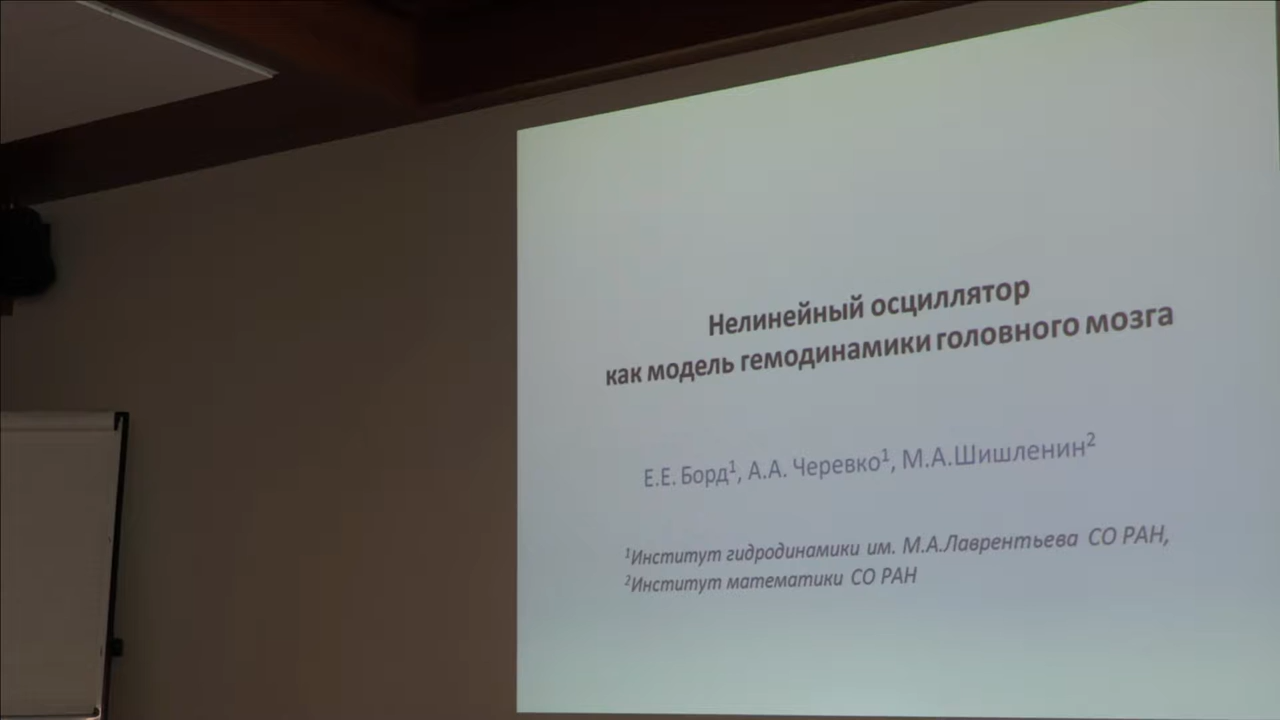 Нелинейный осциллятор
как модель гемодинамики головного мозга
Е.Е. Борд¹, А.А. Черевко¹, М.А.Шишленин²
¹Институт гидродинамики им. М.А.Лаврентьева СО РАН,
²Институт математики СО РАН